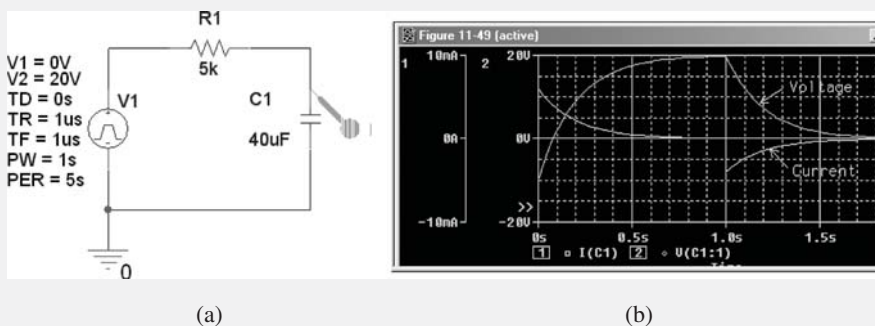 R1
5k
V1 = 0V
V2 = 20V
TD = 0s
TR = 1us
TF = 1us
PW = 1s
PER = 5s
V1
C1
40uF
0
(a)
Figure 11-49 (active)
1 10mA 2 20V
0A 0V
-10mA -20V
>>
Voltage
Current
0s 0.5s 1.0s 1.5s
1 I(C1) 2 V(C1:1)
(b)